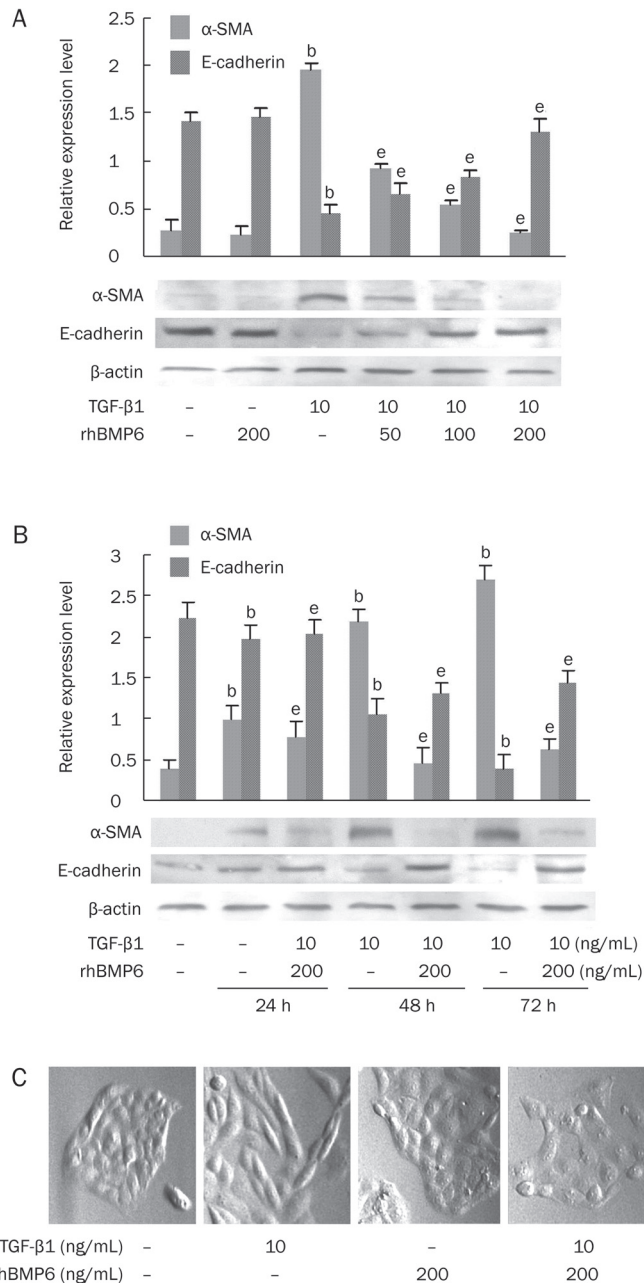 A
2.5
2
1.5
1
0.5
0
Relative expression level
α-SMA
E-cadherin
b
b
e
e
e
e
e
e
α-SMA
E-cadherin
β-actin
TGF-β1 – – 10 10 10 10
rhBMP6 – 200 – 50 100 200
B
3
2.5
2
1.5
1
0.5
0
Relative expression level
α-SMA
E-cadherin
b
b
e
e
b
b
e
e
b
b
e
e
α-SMA
E-cadherin
β-actin
TGF-β1 – – 10 10 10 10 10 (ng/mL)
rhBMP6 – – 200 – 200 – 200 (ng/mL)
24 h 48 h 72 h
C
TGF-β1 (ng/mL) – 10 – 10
hBMP6 (ng/mL) – – 200 200